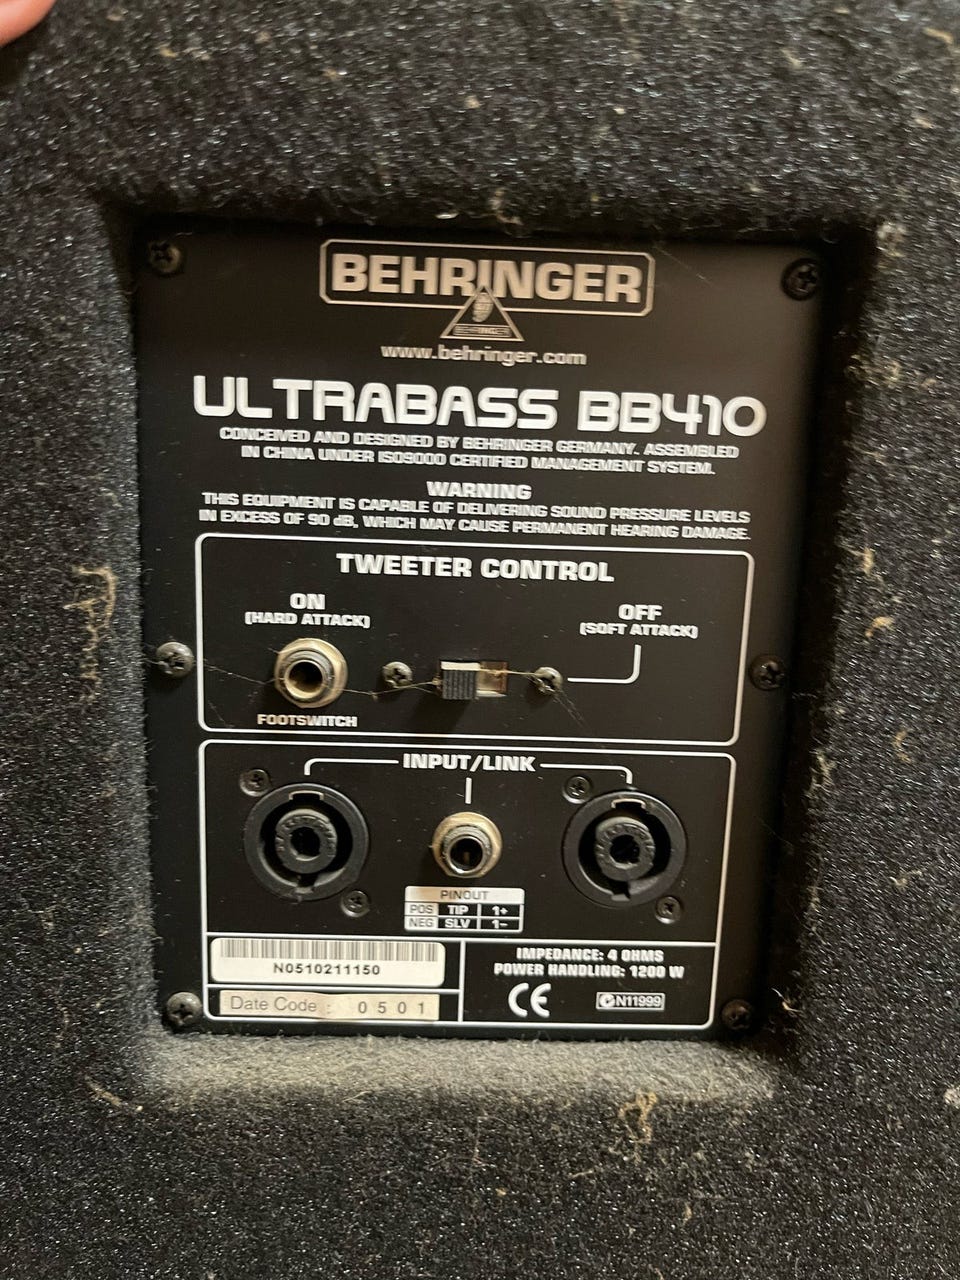 BEHRINGER
www.behringer.com
ULTRABASS BB410
CONCEIVED AND DESIGNED BY BEHRINGER GERMANY. ASSEMBLED
IN CHINA UNDER ISO9000 CERTIFIED MANAGEMENT SYSTEM.
WARNING
THIS EQUIPMENT IS CAPABLE OF DELIVERING SOUND PRESSURE LEVELS
IN EXCESS OF 90 dB, WHICH MAY CAUSE PERMANENT HEARING DAMAGE.
TWEETER CONTROL
ON
(HARD ATTACK)
OFF
(SOFT ATTACK)
FOOTSWITCH
INPUT/LINK
PINOUT
POS TIP 1+
NEG SLV 1-
N0510211150
Date Code : 0501
IMPEDANCE: 4 OHMS
POWER HANDLING: 1200 W
CE
N11999